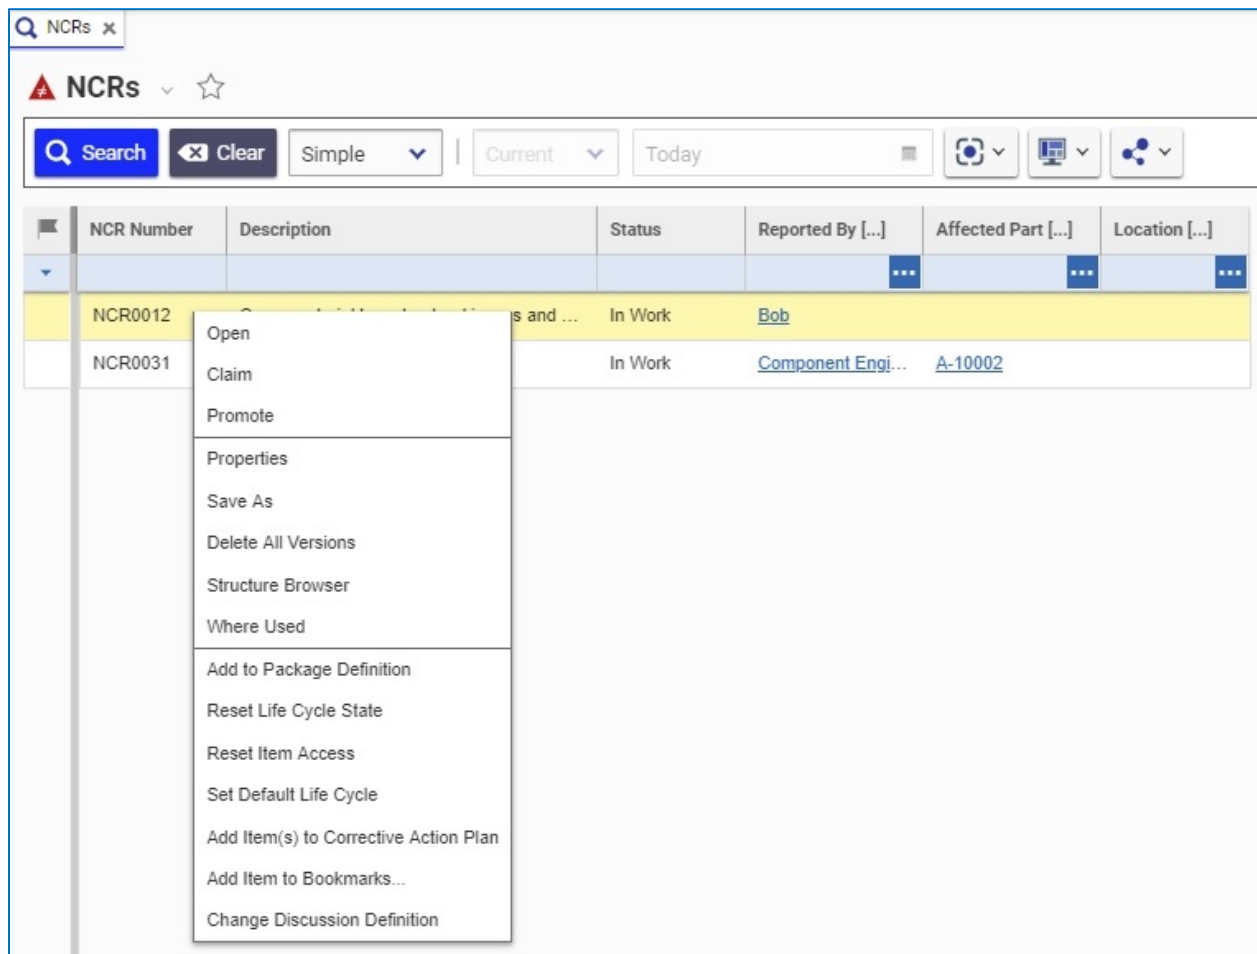 NCRs
NCRs
Search Clear Simple Current Today
NCR Number Description Status Reported By [...] Affected Part [...] Location [...]
NCR0012 s and ... In Work Bob
NCR0031 In Work Component Engi... A-10002
Open
Claim
Promote
Properties
Save As
Delete All Versions
Structure Browser
Where Used
Add to Package Definition
Reset Life Cycle State
Reset Item Access
Set Default Life Cycle
Add Item(s) to Corrective Action Plan
Add Item to Bookmarks...
Change Discussion Definition